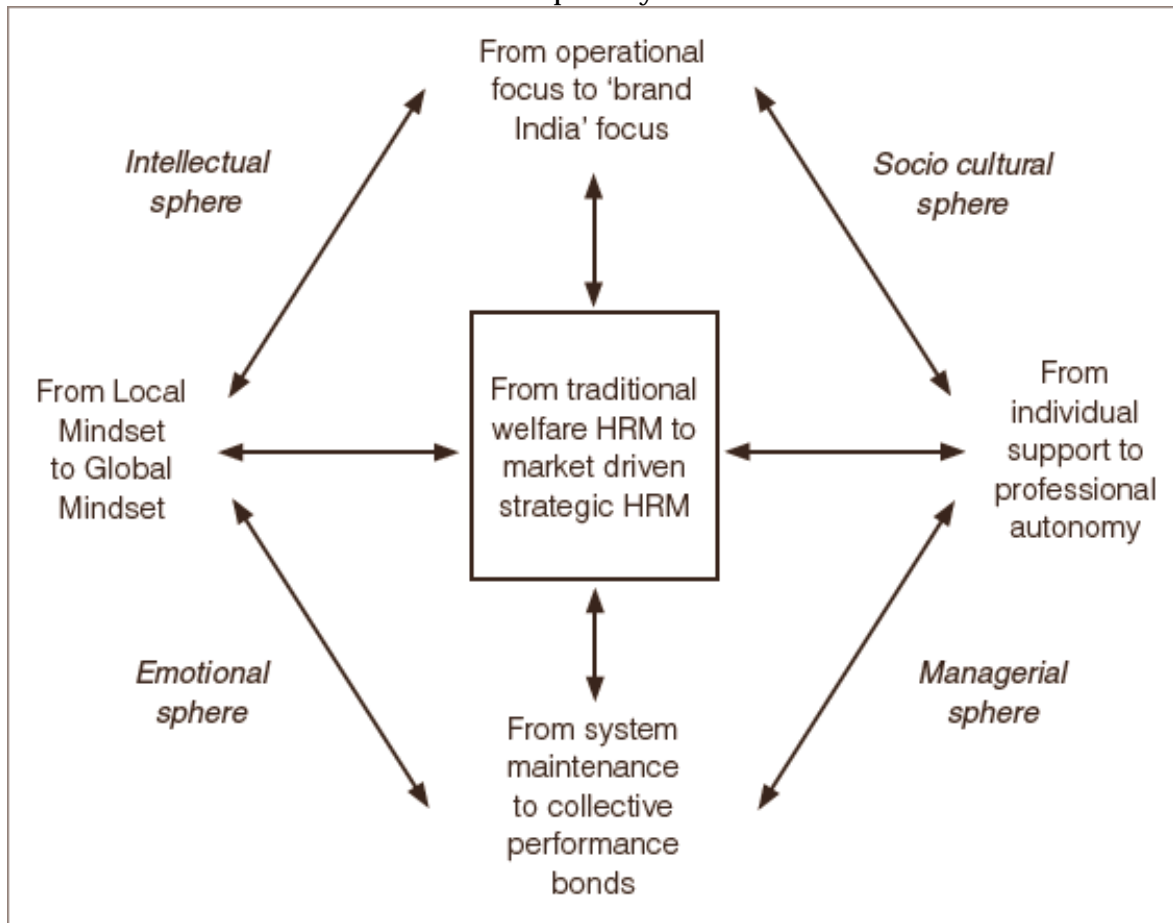 From operational
focus to 'brand
India' focus
Intellectual
sphere
Socio cultural
sphere
From Local
Mindset
to Global
Mindset
From traditional
welfare HRM to
market driven
strategic HRM
From
individual
support to
professional
autonomy
Emotional
sphere
Managerial
sphere
From system
maintenance
to collective
performance
bonds